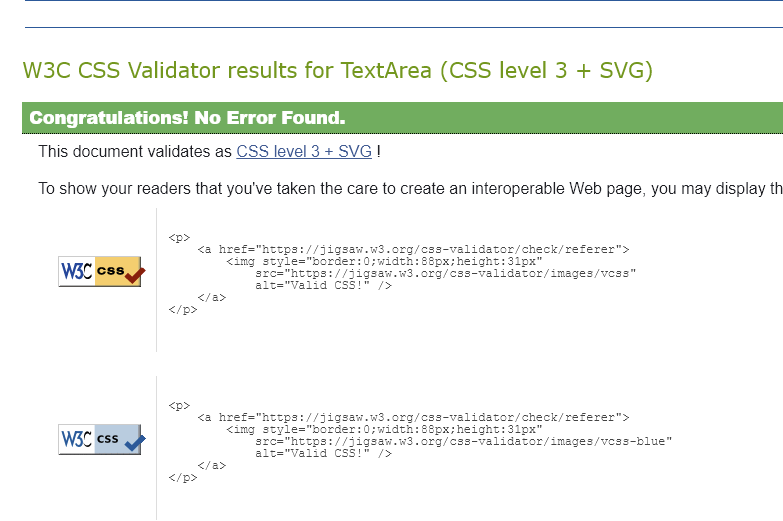 W3C CSS Validator results for TextArea (CSS level 3 + SVG)
Congratulations! No Error Found.
This document validates as CSS level 3 + SVG !
To show your readers that you've taken the care to create an interoperable Web page, you may display th
<p>
<a href="https://jigsaw.w3.org/css-validator/check/referer">
<img style="border:0;width:88px;height:31px"
src="https://jigsaw.w3.org/css-validator/images/vcss"
alt="Valid CSS!" />
</a>
</p>
W3C css
<p>
<a href="https://jigsaw.w3.org/css-validator/check/referer">
<img style="border:0;width:88px;height:31px"
src="https://jigsaw.w3.org/css-validator/images/vcss-blue"
alt="Valid CSS!" />
</a>
</p>
W3C css